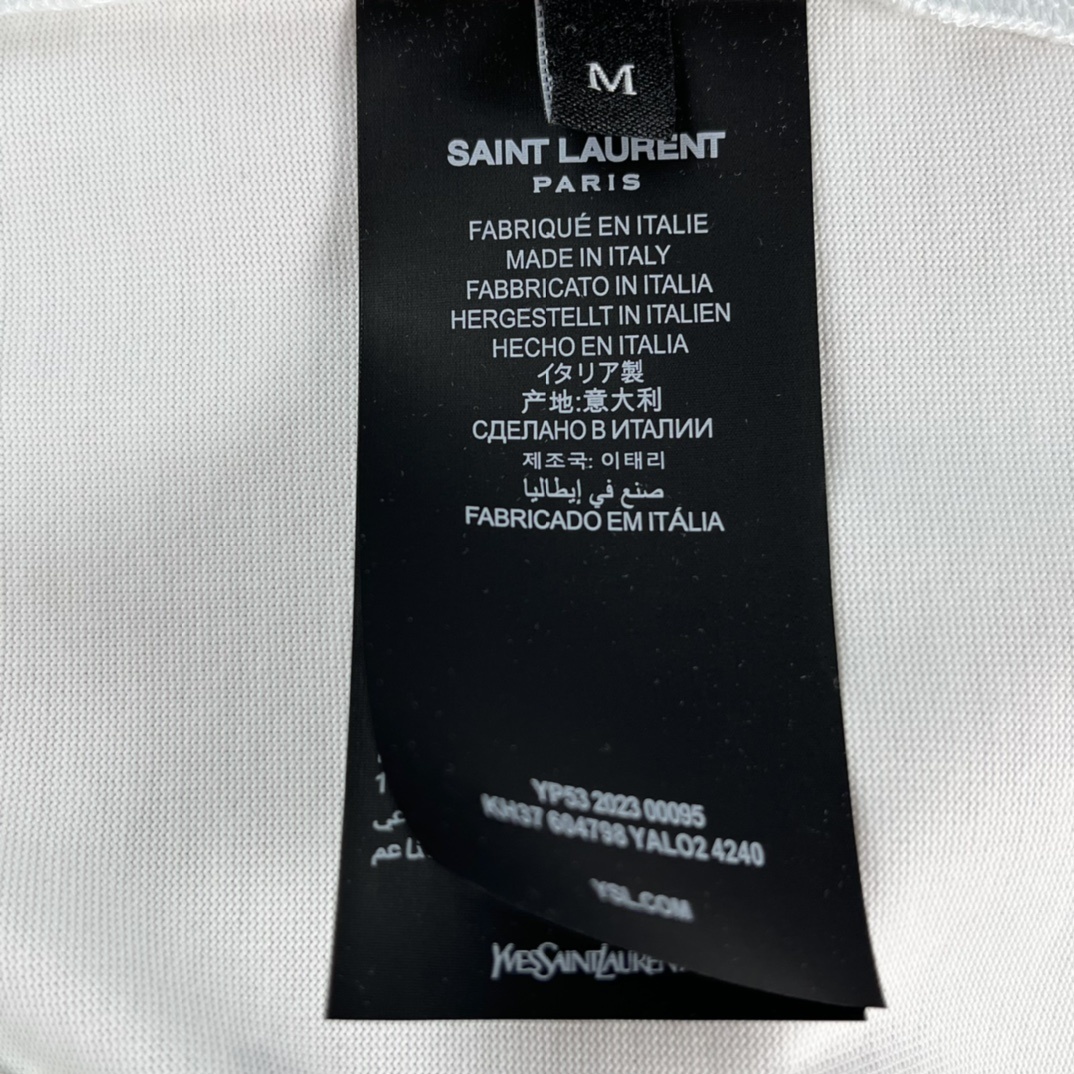 M
SAINT LAURENT
PARIS
FABRIQUÉ EN ITALIE
MADE IN ITALY
FABBRICATO IN ITALIA
HERGESTELLT IN ITALIEN
HECHO EN ITALIA
イタリア製
产地:意大利
СДЕЛАНО В ИТАЛИИ
제조국: 이태리
صنع في إيطاليا
FABRICADO EM ITÁLIA
YP53 2023 00095
KH37 604798 YALO2 4240
YSL.COM
YVESSAINTLAURENT